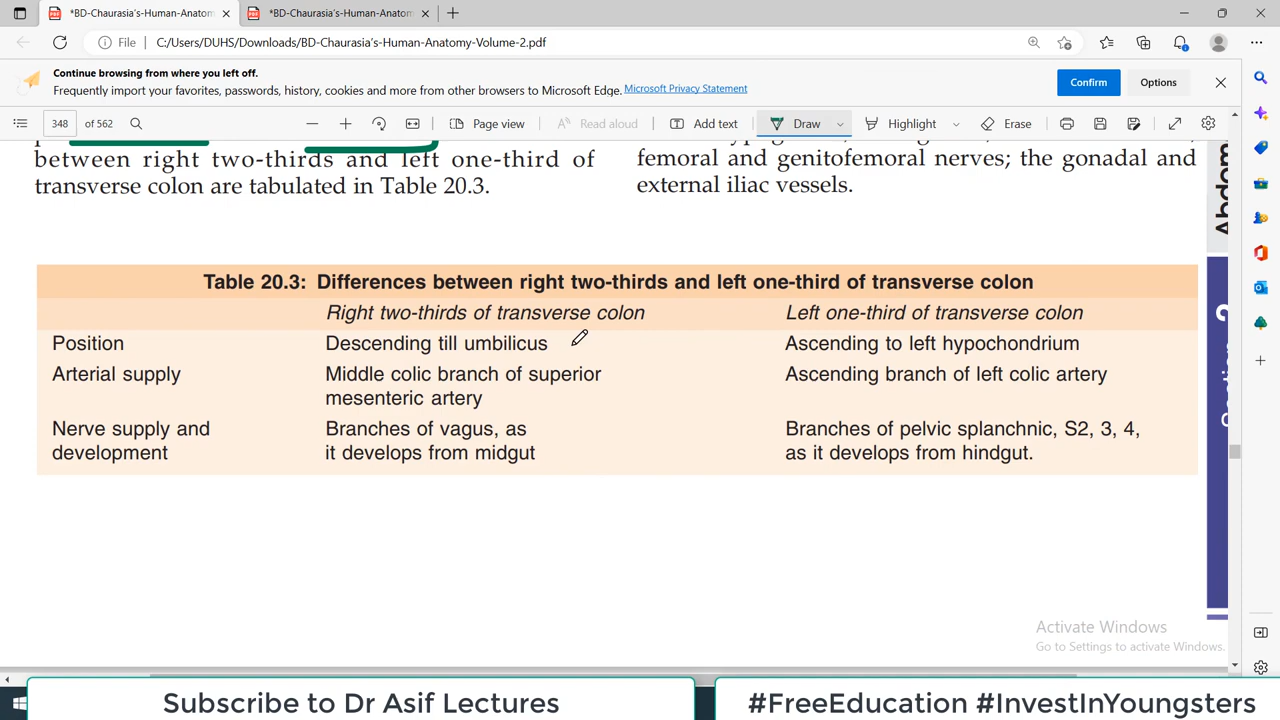 *BD-Chaurasia's-Human-Anatom
*BD-Chaurasia's-Human-Anatom
File
C:/Users/DUHS/Downloads/BD-Chaurasia's-Human-Anatomy-Volume-2.pdf
Continue browsing from where you left off.
Frequently import your favorites, passwords, history, cookies and more from other browsers to Microsoft Edge. Microsoft Privacy Statement
Confirm
Options
348 of 562
Page view
Read aloud
Add text
Draw
Highlight
Erase
between right two-thirds and left one-third of
transverse colon are tabulated in Table 20.3.
femoral and genitofemoral nerves; the gonadal and
external iliac vessels.
Abdom
Table 20.3: Differences between right two-thirds and left one-third of transverse colon
Right two-thirds of transverse colon Left one-third of transverse colon
Position Descending till umbilicus Ascending to left hypochondrium
Arterial supply Middle colic branch of superior Ascending branch of left colic artery
mesenteric artery
Nerve supply and Branches of vagus, as Branches of pelvic splanchnic, S2, 3, 4,
development it develops from midgut as it develops from hindgut.
Activate Windows
Go to Settings to activate Windows.
Subscribe to Dr Asif Lectures
#FreeEducation #InvestInYoungsters